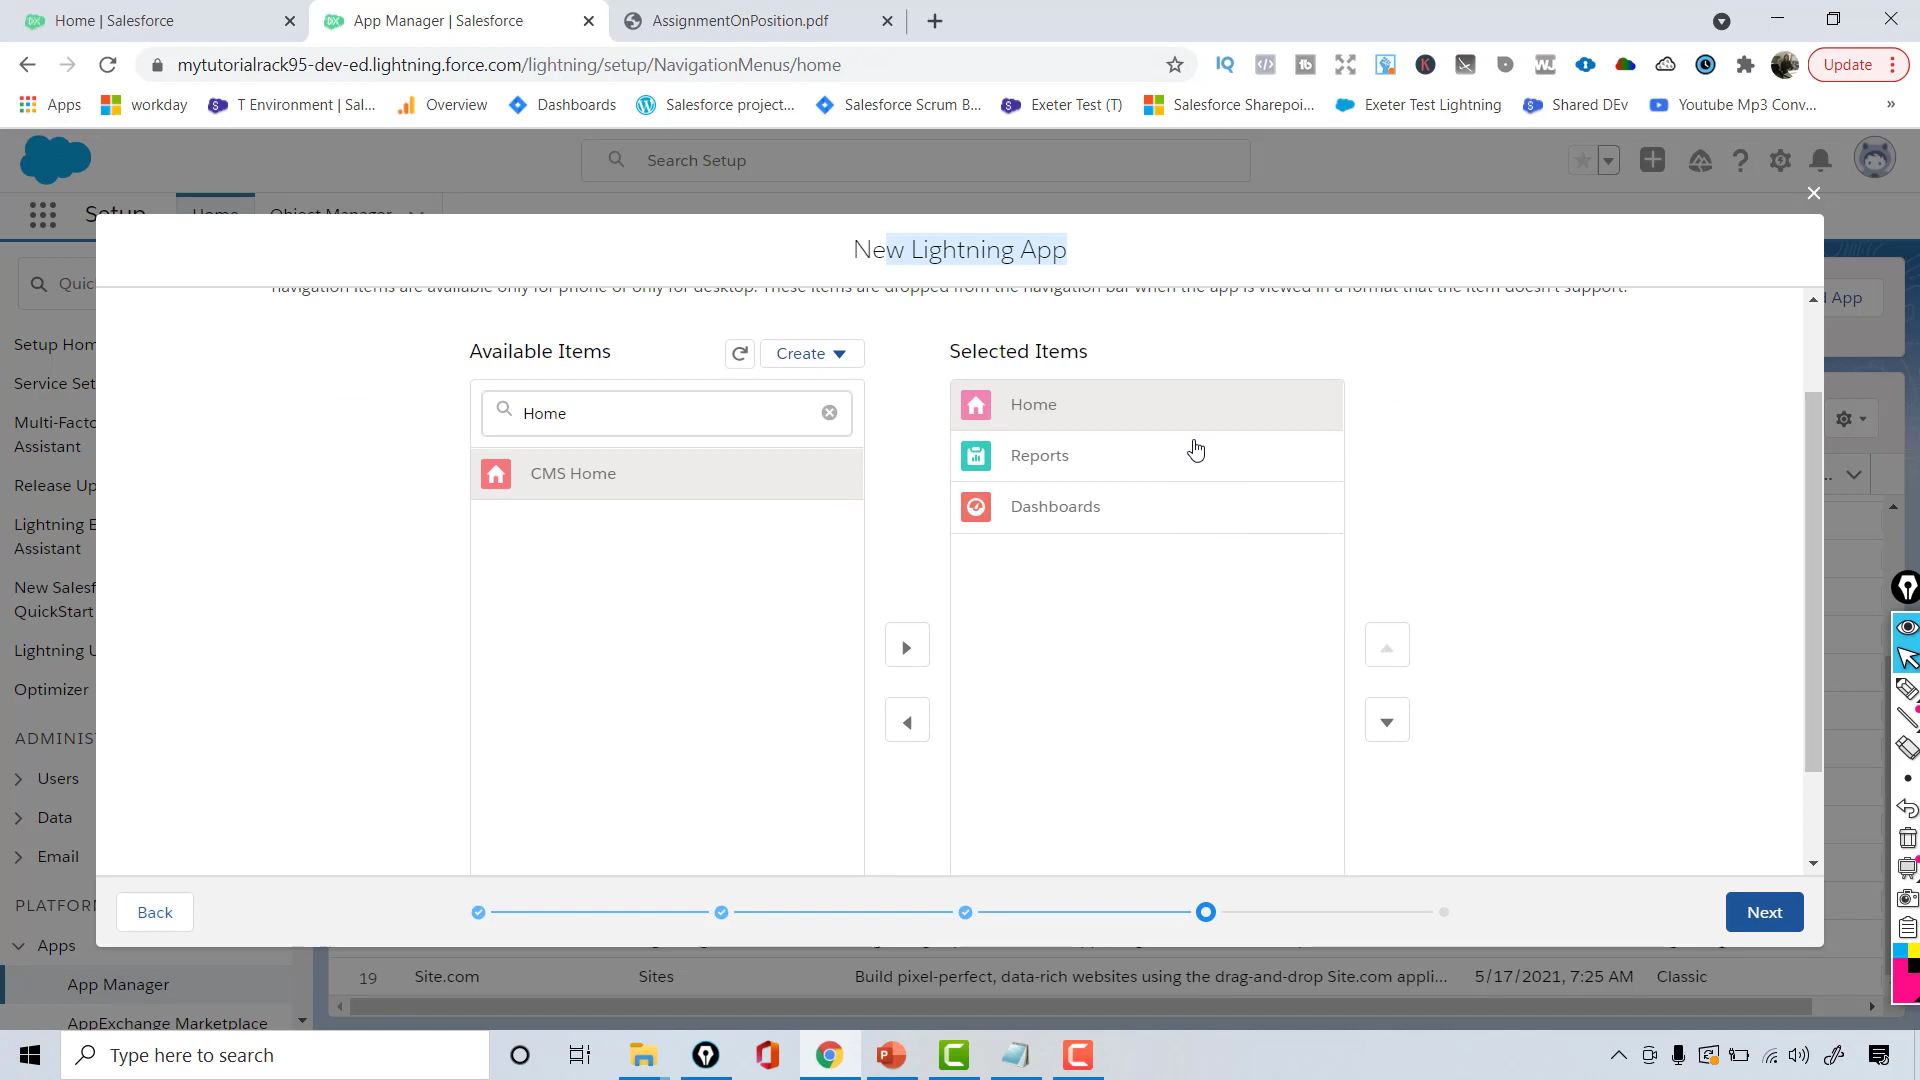 Home | Salesforce
App Manager | Salesforce
AssignmentOnPosition.pdf
mytutorialrack95-dev-ed.lightning.force.com/lightning/setup/NavigationMenus/home
Update
Apps
workday
T Environment | Sal...
Overview
Dashboards
Salesforce project...
Salesforce Scrum B...
Exeter Test (T)
Salesforce Sharepoi...
Exeter Test Lightning
Shared DEv
Youtube Mp3 Conv...
Search Setup
Setup
Home
Object Manager
New Lightning App
Quic
App
navigation items are available only for phone or only for desktop. These items are dropped from the navigation bar when the app is viewed in a format that the item doesn't support.
Setup Hom
Service Set
Multi-Facto
Assistant
Release Up
Lightning E
Assistant
New Salesf
QuickStart
Lightning U
Optimizer
ADMINIS
Users
Data
Email
PLATFOR
Apps
App Manager
AppExchange Marketplace
Available Items
Create
Home
CMS Home
Selected Items
Home
Reports
Dashboards
Back
Next
19 Site.com Sites Build pixel-perfect, data-rich websites using the drag-and-drop Site.com appli... 5/17/2021, 7:25 AM Classic
Type here to search